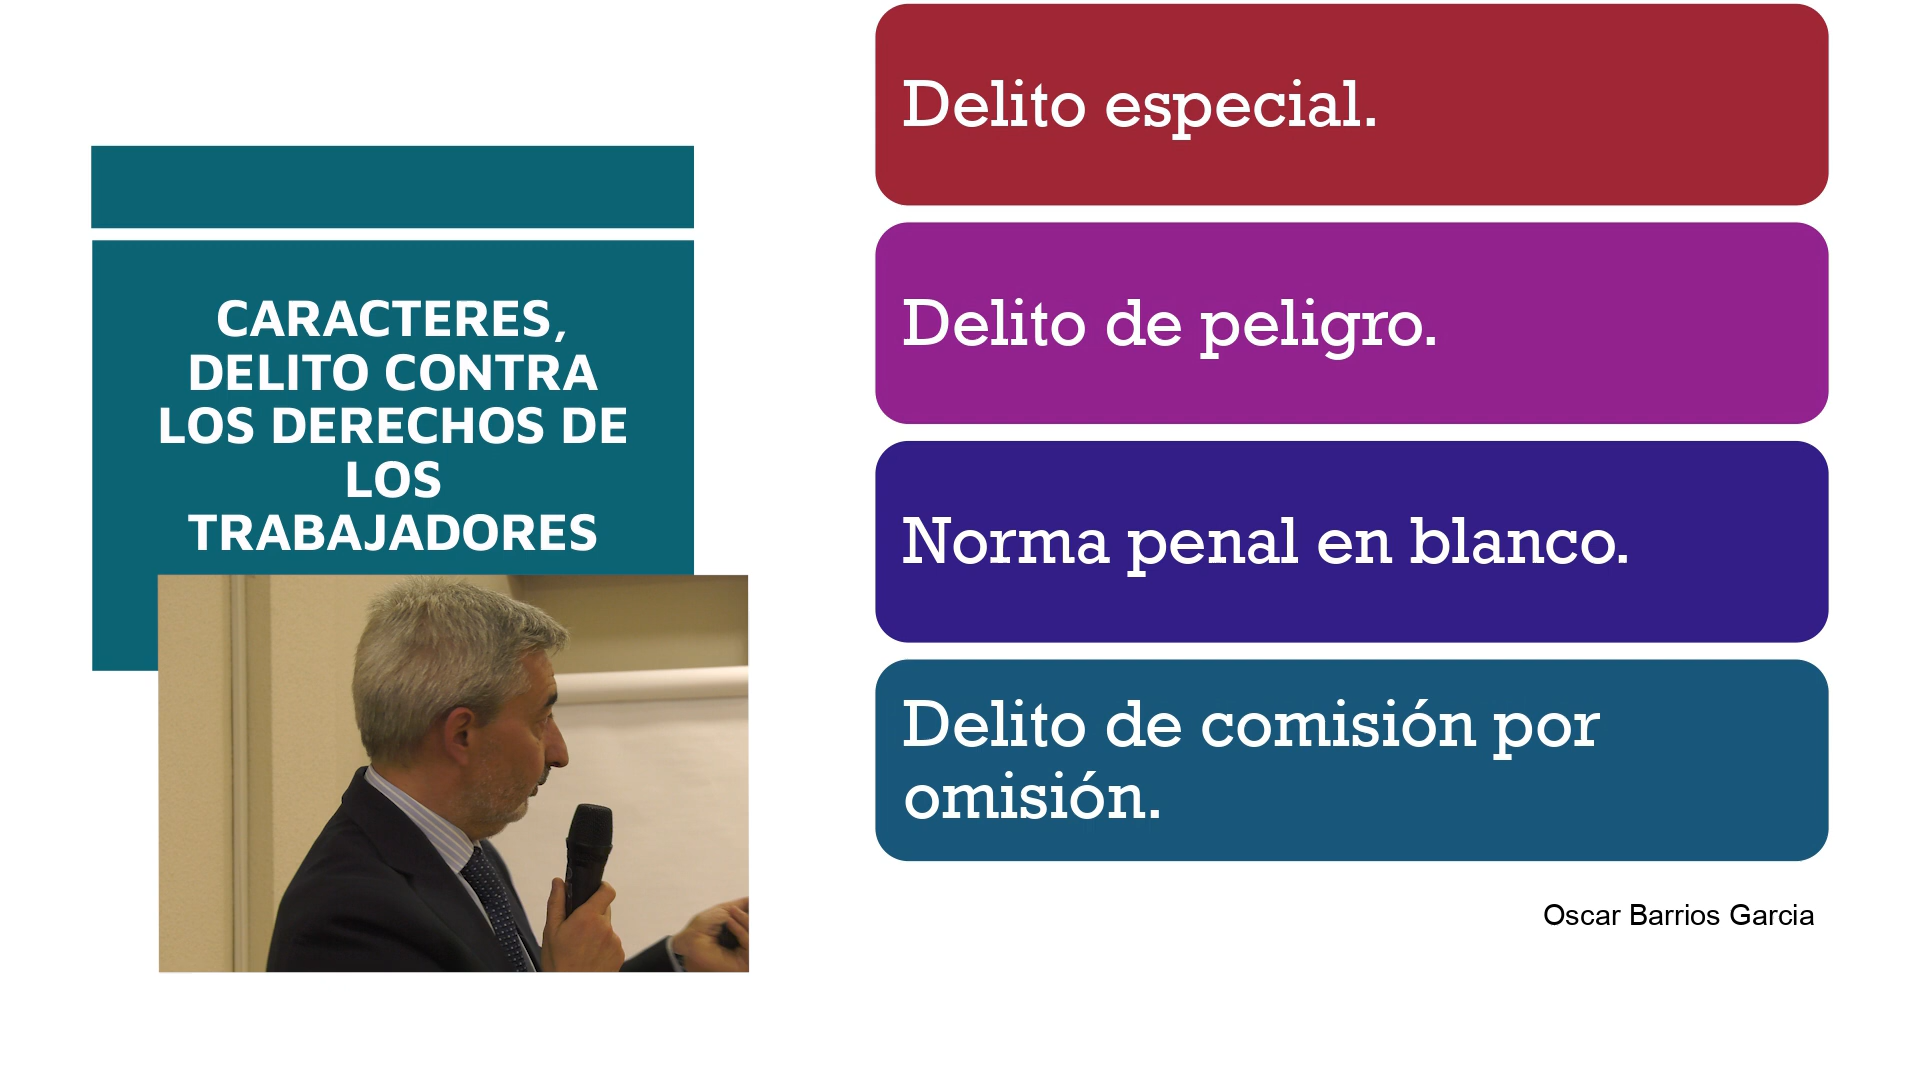 CARACTERES,
DELITO CONTRA
LOS DERECHOS DE
LOS
TRABAJADORES
Delito especial.
Delito de peligro.
Norma penal en blanco.
Delito de comisión por
omisión.
Oscar Barrios Garcia